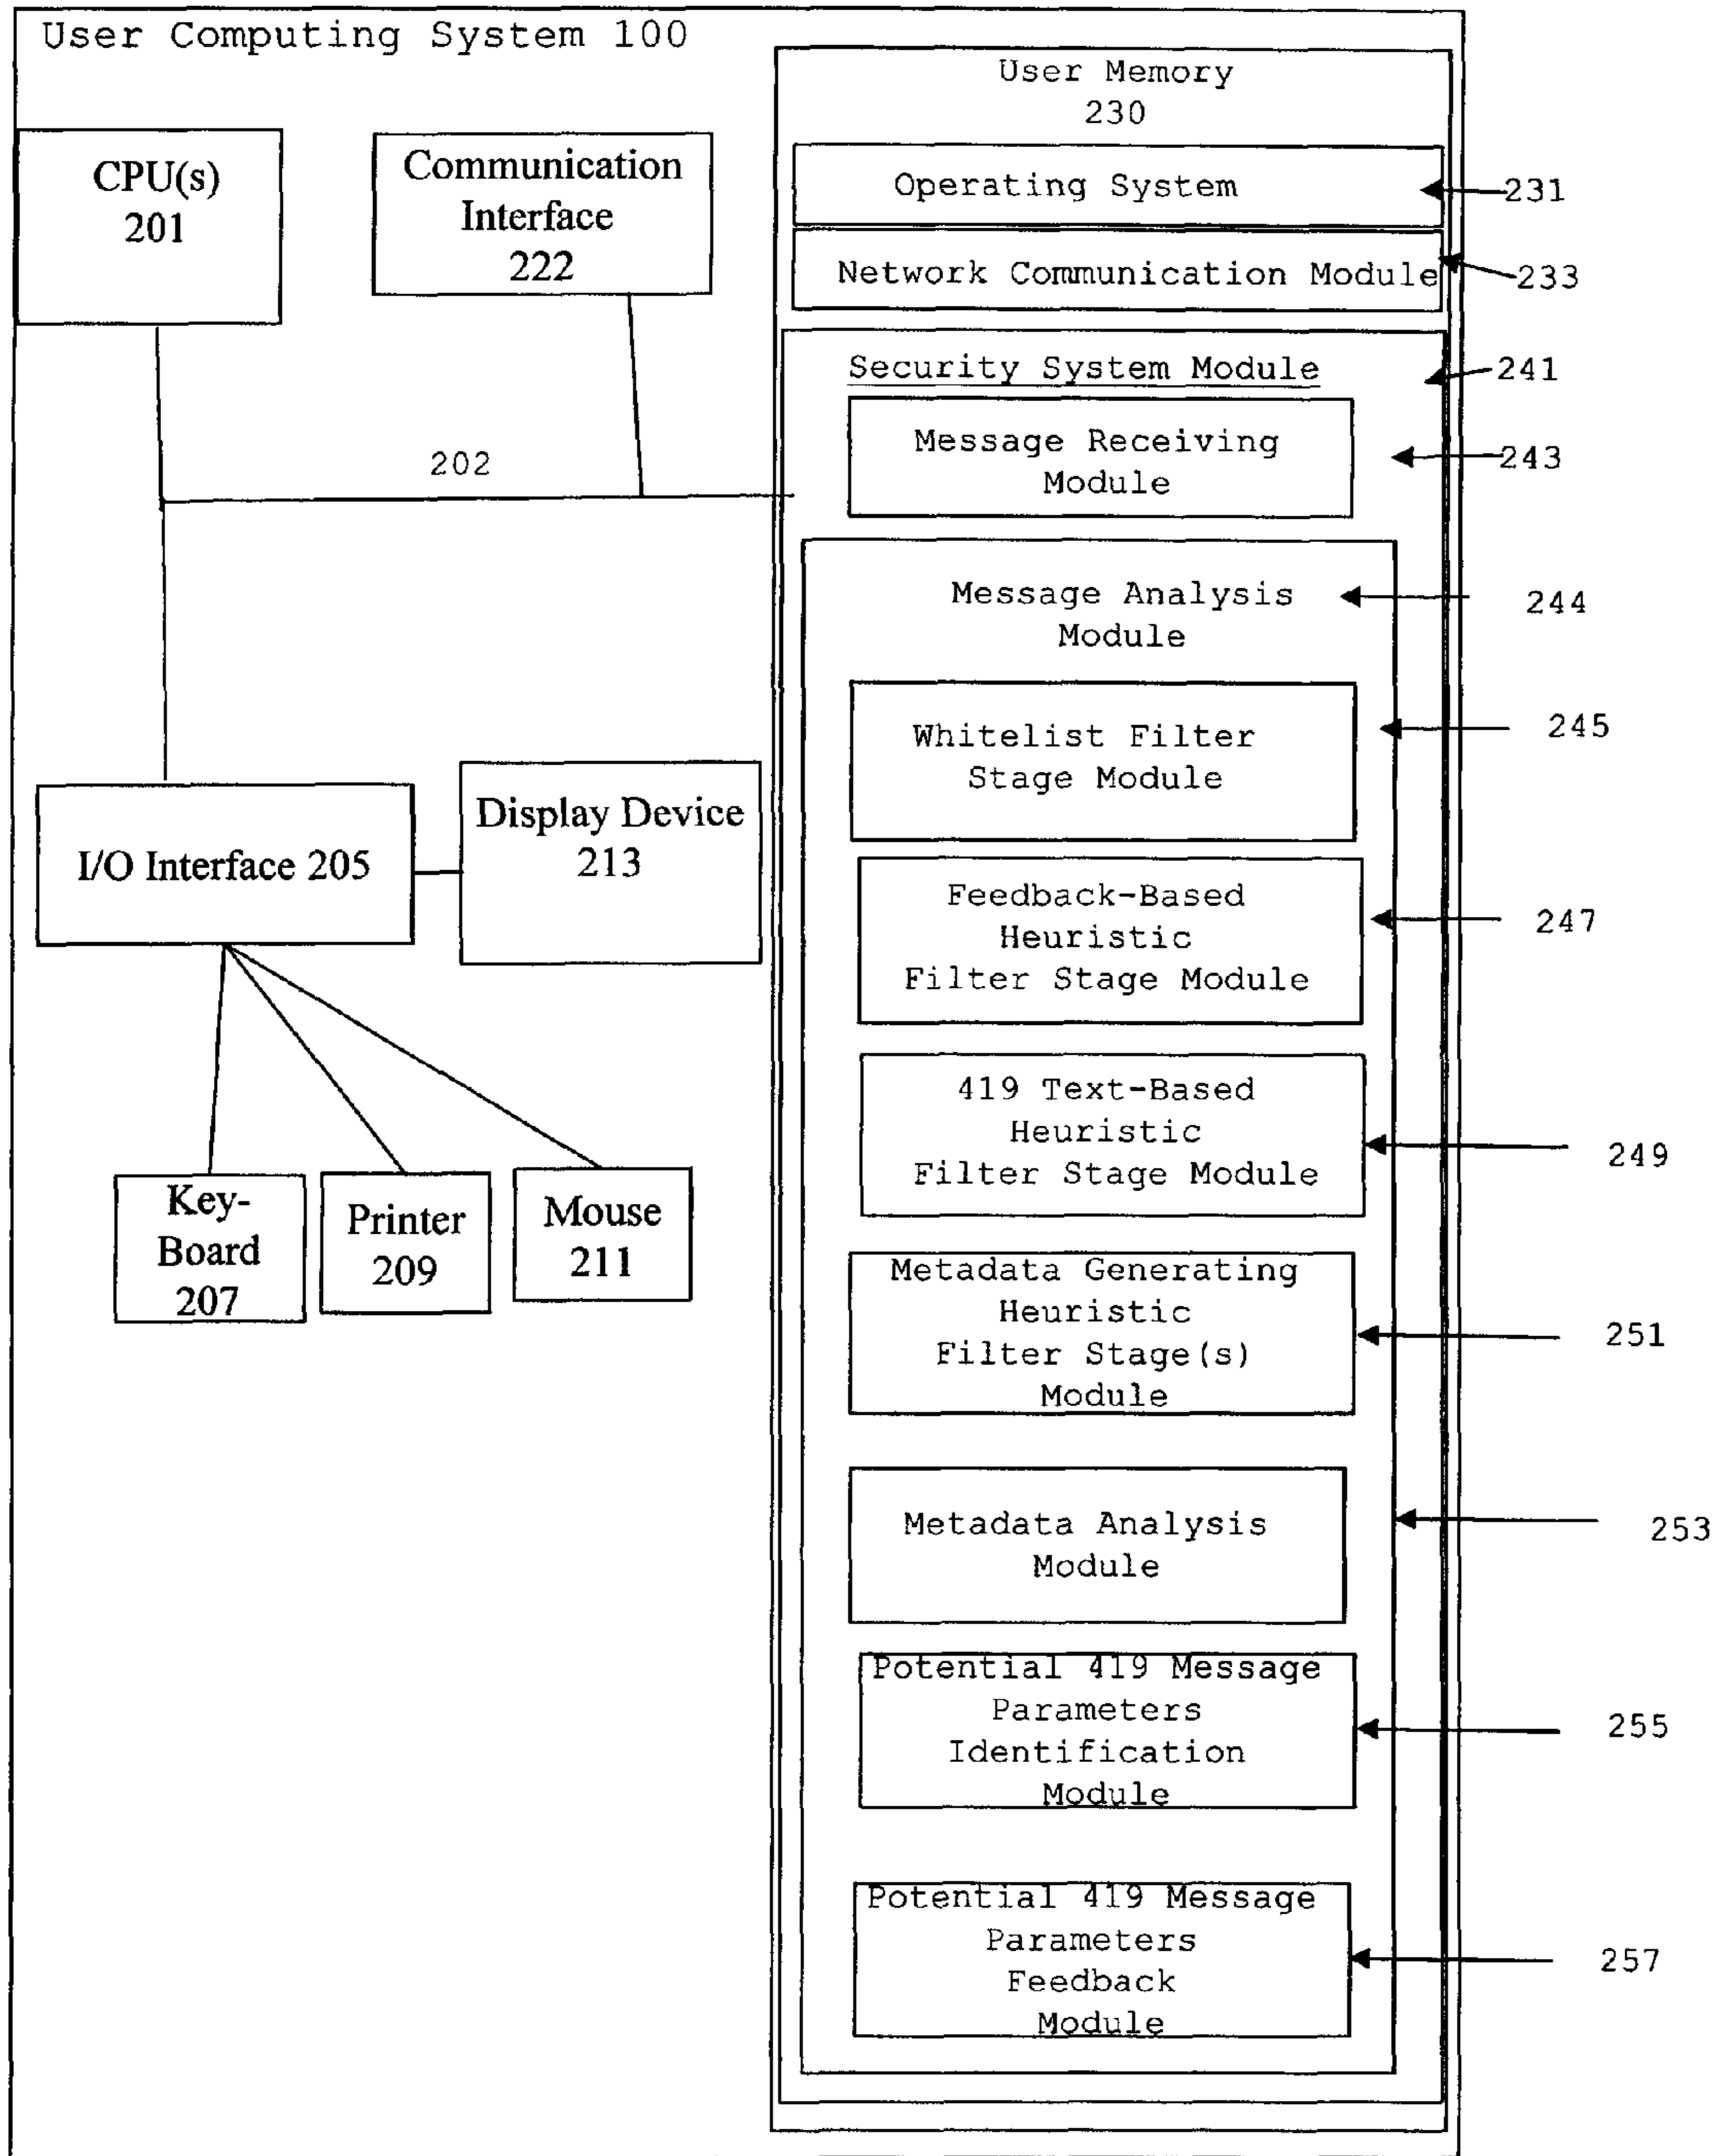 User Computing System 100
CPU(s)
201
Communication
Interface
222
202
I/O Interface 205
Display Device
213
Key-
Board
207
Printer
209
Mouse
211
User Memory
230
Operating System
231
Network Communication Module
233
Security System Module
241
Message Receiving
Module
243
Message Analysis
Module
244
Whitelist Filter
Stage Module
245
Feedback-Based
Heuristic
Filter Stage Module
247
419 Text-Based
Heuristic
Filter Stage Module
249
Metadata Generating
Heuristic
Filter Stage(s)
Module
251
Metadata Analysis
Module
253
Potential 419 Message
Parameters
Identification
Module
255
Potential 419 Message
Parameters
Feedback
Module
257